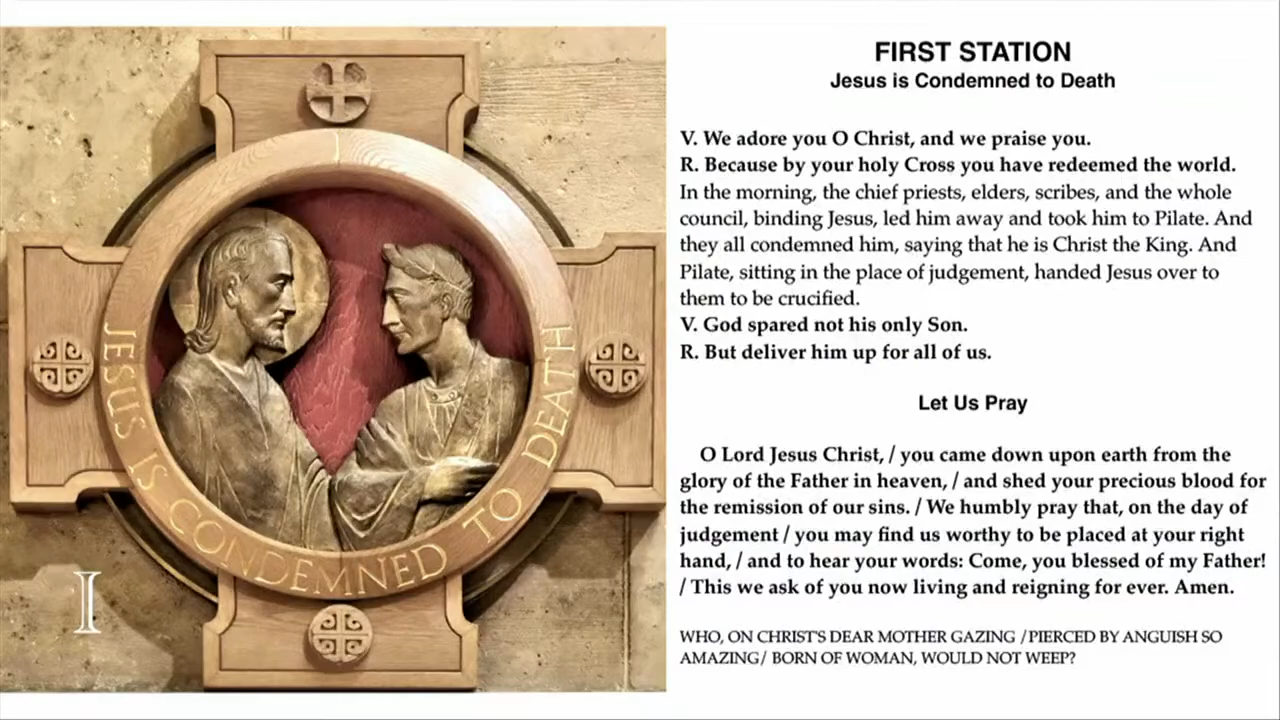 JESUS IS CONDEMNED TO DEATH
I
FIRST STATION
Jesus is Condemned to Death
V. We adore you O Christ, and we praise you.
R. Because by your holy Cross you have redeemed the world.
In the morning, the chief priests, elders, scribes, and the whole
council, binding Jesus, led him away and took him to Pilate. And
they all condemned him, saying that he is Christ the King. And
Pilate, sitting in the place of judgement, handed Jesus over to
them to be crucified.
V. God spared not his only Son.
R. But deliver him up for all of us.
Let Us Pray
O Lord Jesus Christ, / you came down upon earth from the
glory of the Father in heaven, / and shed your precious blood for
the remission of our sins. / We humbly pray that, on the day of
judgement / you may find us worthy to be placed at your right
hand, / and to hear your words: Come, you blessed of my Father!
/ This we ask of you now living and reigning for ever. Amen.
WHO, ON CHRIST'S DEAR MOTHER GAZING /PIERCED BY ANGUISH SO
AMAZING/ BORN OF WOMAN, WOULD NOT WEEP?